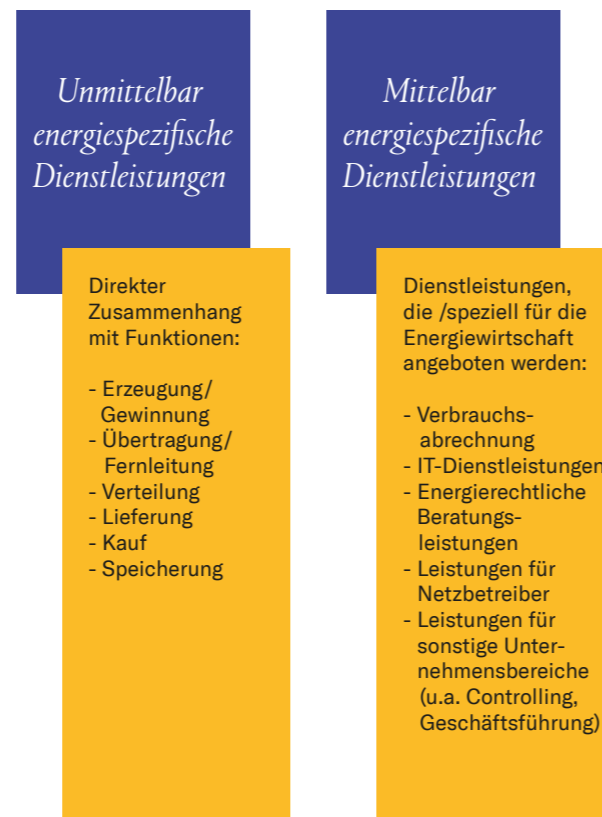 Unmittelbar
energiespezifische
Dienstleistungen
Direkter
Zusammenhang
mit Funktionen:
- Erzeugung/
Gewinnung
- Übertragung/
Fernleitung
- Verteilung
- Lieferung
- Kauf
- Speicherung
Mittelbar
energiespezifische
Dienstleistungen
Dienstleistungen,
die /speziell für die
Energiewirtschaft
angeboten werden:
- Verbrauchs-
abrechnung
- IT-Dienstleistungen
- Energierechtliche
Beratungs-
leistungen
- Leistungen für
Netzbetreiber
- Leistungen für
sonstige Unter-
nehmensbereiche
(u.a. Controlling,
Geschäftsführung)